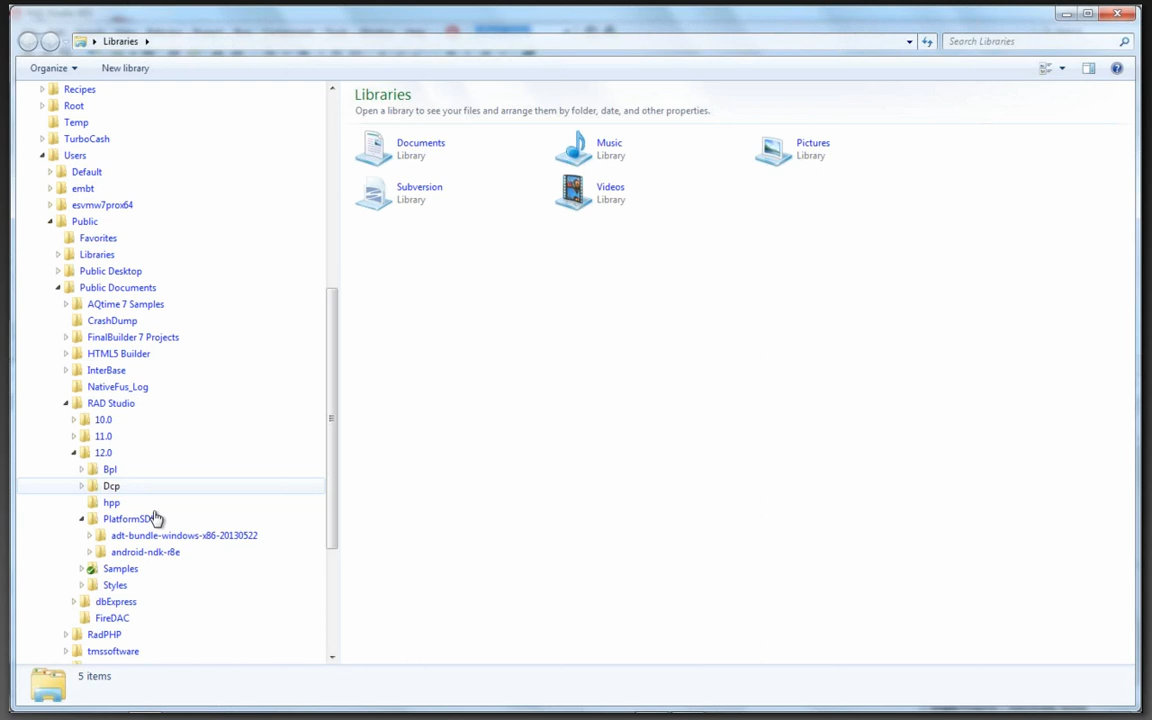 Libraries
Search Libraries
Organize
New library
Recipes
Root
Temp
TurboCash
Users
Default
embt
esvmw7prox64
Public
Favorites
Libraries
Public Desktop
Public Documents
AQtime 7 Samples
CrashDump
FinalBuilder 7 Projects
HTML5 Builder
InterBase
NativeFus_Log
RAD Studio
10.0
11.0
12.0
Bpl
Dcp
hpp
adt-bundle-windows-x86-20130522
android-ndk-r8e
Samples
Styles
dbExpress
FireDAC
RadPHP
tmssoftware
Libraries
Open a library to see your files and arrange them by folder, date, and other properties.
Documents
Library
Music
Library
Pictures
Library
Subversion
Library
Videos
Library
5 items